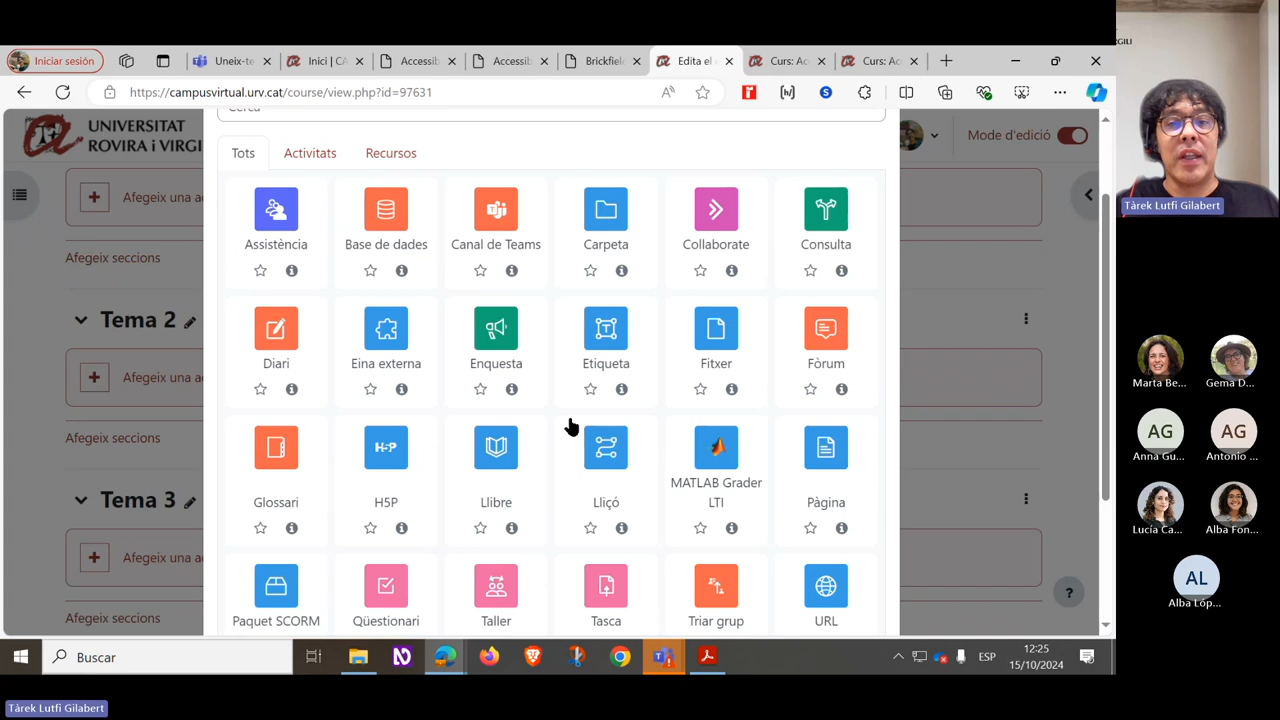 Iniciar sesión
Uneix-te
Inici | CA
Accessib
Accessib
Brickfiel
Edita el
Curs: Ac
Curs: Ac
https://campusvirtual.urv.cat/course/view.php?id=97631
UNIVERSITAT
ROVIRA i VIRGI
Mode d'edició
Tots
Activitats
Recursos
Assistència
Base de dades
Canal de Teams
Carpeta
Collaborate
Consulta
Diari
Eina externa
Enquesta
Etiqueta
Fitxer
Fòrum
Glossari
H5P
H5P
Llibre
Lliçó
MATLAB Grader
LTI
Pàgina
Paquet SCORM
Qüestionari
Taller
Tasca
Triar grup
URL
Afegeix una a
Afegeix seccions
Tema 2
Afegeix una a
Afegeix seccions
Tema 3
Afegeix una a
Afegeix seccions
?
Buscar
ESP
12:25
15/10/2024
Tàrek Lutfi Gilabert
Marta Be...
Gema D...
AG
AG
Anna Gu...
Antonio ...
Lucía Ca...
Alba Fon...
AL
Alba Lóp...
Tàrek Lutfi Gilabert